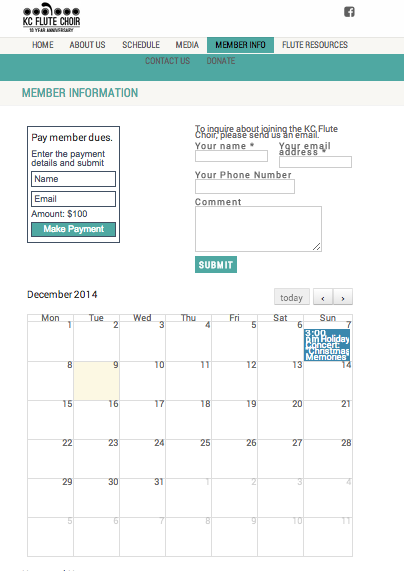 KC FLUTE CHOIR
10 YEAR ANNIVERSARY
HOME ABOUT US SCHEDULE MEDIA MEMBER INFO FLUTE RESOURCES
CONTACT US DONATE
MEMBER INFORMATION
Pay member dues.
Enter the payment
details and submit
Name
Email
Amount: $100
Make Payment
To inquire about joining the KC Flute
Choir, please send us an email.
Your name * Your email
address *
Your Phone Number
Comment
SUBMIT
December 2014 today ‹ ›
Mon Tue Wed Thu Fri Sat Sun
1 2 3 4 5 6 7
3:00
am Holiday
Concert:
"Christmas
Memories"
8 9 10 11 12 13 14
15 16 17 18 19 20 21
22 23 24 25 26 27 28
29 30 31 1 2 3 4
5 6 7 8 9 10 11